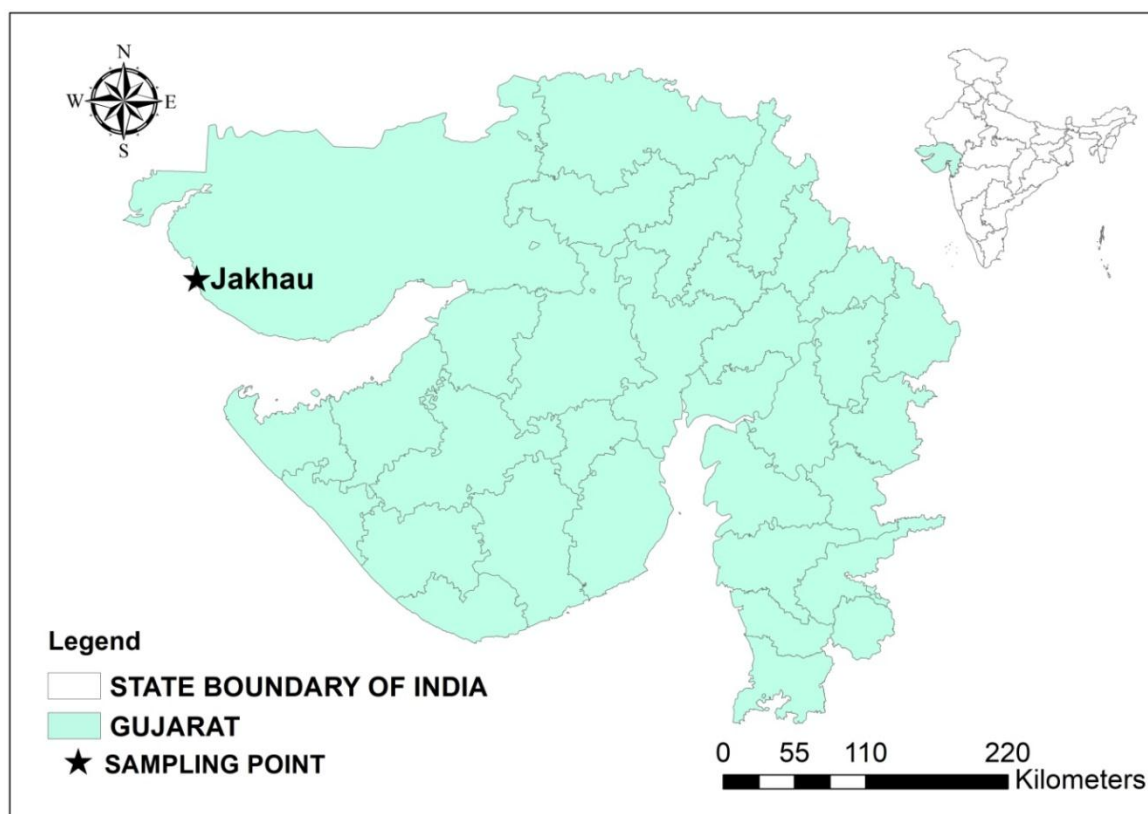 N
W E
S
Jakhau
Legend
STATE BOUNDARY OF INDIA
GUJARAT
SAMPLING POINT
0 55 110 220
Kilometers